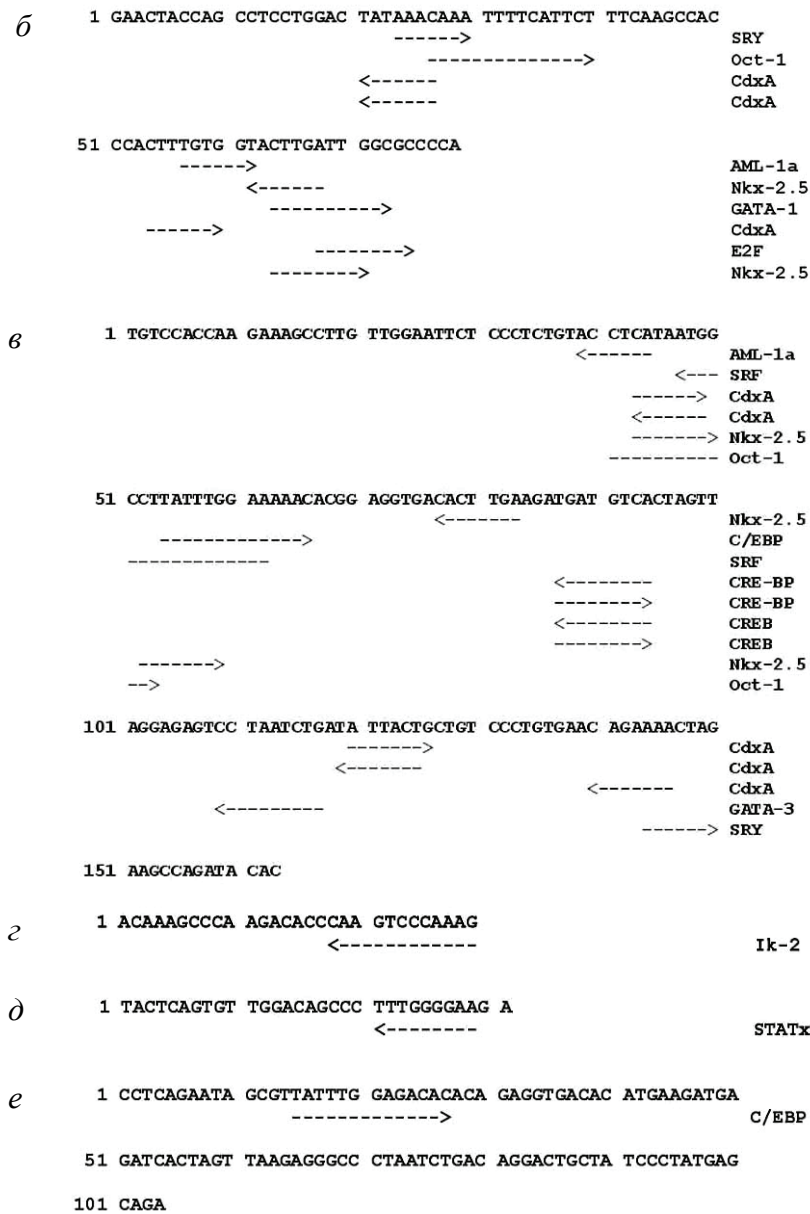 б
1 GAACTACCAG CCTCCTGGAC TATAAACAAA TTTTCATTCT TTCAAGCCAC
------> SRY
--------------> Oct-1
<------ CdxA
<------ CdxA
51 CCACTTTGTG GTACTTGATT GGCGCCCCA
------> AML-1a
<------ Nkx-2.5
----------> GATA-1
------> CdxA
--------> E2F
--------> Nkx-2.5
в
1 TGTCCACCAA GAAAGCCTTG TTGGAATTCT CCCTCTGTAC CTCATAATGG
<------ AML-1a
<--- SRF
------> CdxA
<------ CdxA
-------> Nkx-2.5
---------- Oct-1
51 CCTTATTTGG AAAAACACGG AGGTGACACT TGAAGATGAT GTCACTAGTT
<------- Nkx-2.5
-------------> C/EBP
------------- SRF
<-------- CRE-BP
--------> CRE-BP
<-------- CREB
--------> CREB
-------> Nkx-2.5
--> Oct-1
101 AGGAGAGTCC TAATCTGATA TTACTGCTGT CCCTGTGAAC AGAAAACTAG
-------> CdxA
<------- CdxA
<------- CdxA
<--------- GATA-3
------> SRY
151 AAGCCAGATA CAC
г
1 ACAAAGCCCA AGACACCCAA GTCCCAAAG
<------------ Ik-2
д
1 TACTCAGTGT TGGACAGCCC TTTGGGGAAG A
<-------- STATx
е
1 CCTCAGAATA GCGTTATTTG GAGACACACA GAGGTGACAC ATGAAGATGA
-------------> C/EBP
51 GATCACTAGT TAAGAGGGCC CTAATCTGAC AGGACTGCTA TCCCTATGAG
101 CAGA